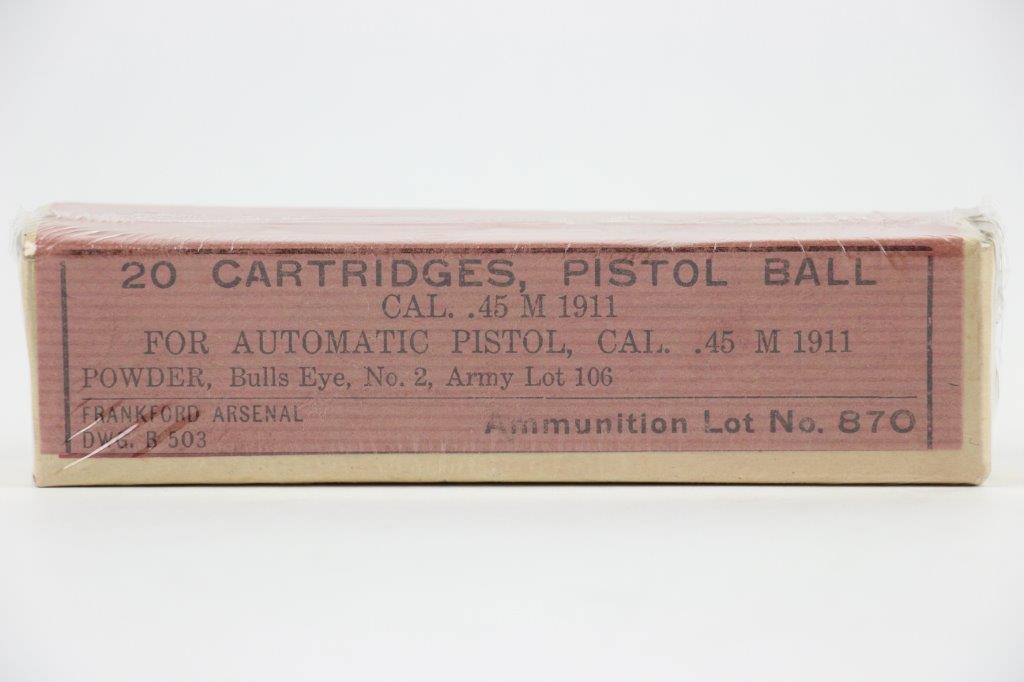 20 CARTRIDGES, PISTOL BALL
CAL. .45 M 1911
FOR AUTOMATIC PISTOL, CAL. .45 M 1911
POWDER, Bulls Eye, No. 2, Army Lot 106
FRANKFORD ARSENAL
DWG. B 503
Ammunition Lot No. 870